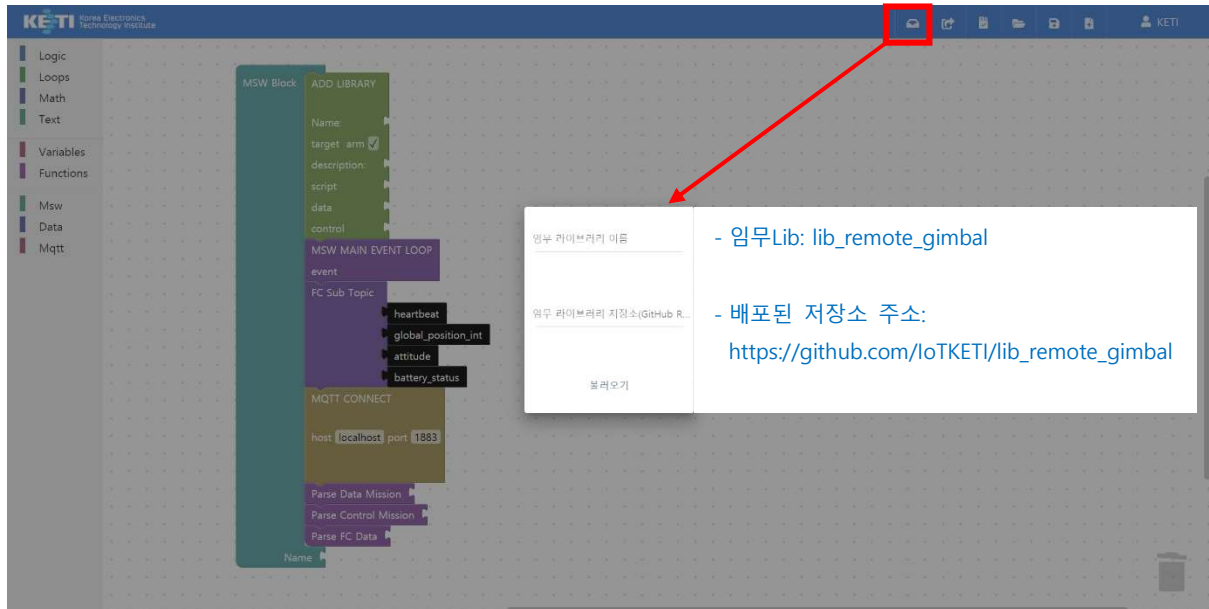 KETI Korea Electronics
Technology Institute
KETI
Logic
Loops
Math
Text
Variables
Functions
Msw
Data
Mqtt
MSW Block
ADD LIBRARY
Name:
target arm
description:
script
data
control
MSW MAIN EVENT LOOP
event
FC Sub Topic
heartbeat
global_position_int
attitude
battery_status
MQTT CONNECT
host localhost port 1883
Parse Data Mission
Parse Control Mission
Parse FC Data
Name
임무 라이브러리 이름
임무 라이브러리 저장소(GitHub R...
불러오기
- 임무Lib: lib_remote_gimbal
- 배포된 저장소 주소:
https://github.com/IoTKETI/lib_remote_gimbal